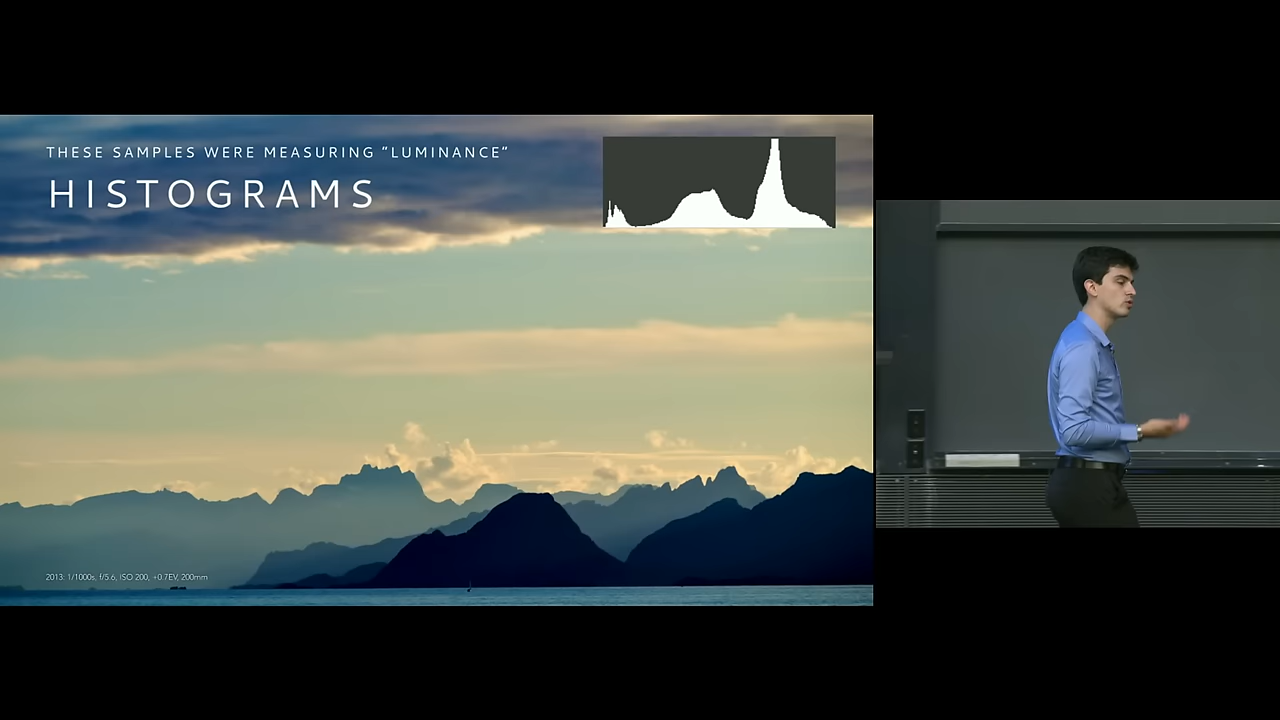 THESE SAMPLES WERE MEASURING “LUMINANCE”
HISTOGRAMS
2013: 1/1000s, f/5.6, ISO 200, +0.7EV, 200mm